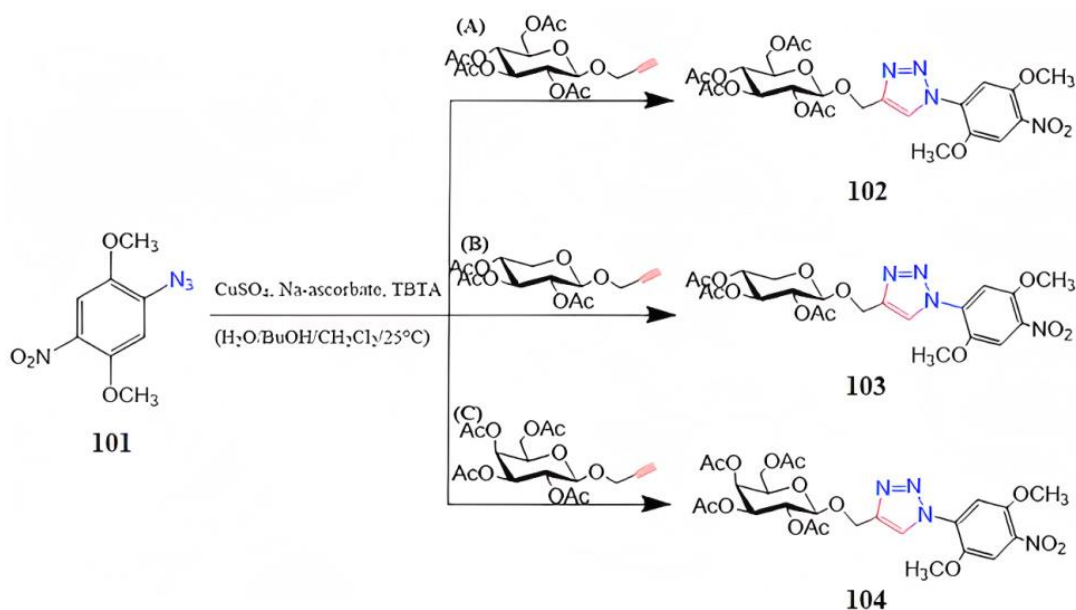 (A)
OAc
AcO
AcO
OAc
O
O
OAc
AcO
AcO
OAc
O
O
N=N
N
OCH₃
NO₂
H₃CO
102
OCH₃
N₃
O₂N
OCH₃
101
CuSO₄, Na-ascorbate, TBTA
(H₂O/BuOH/CH₂Cl₂/25°C)
(B)
AcO
AcO
OAc
O
O
AcO
AcO
OAc
O
O
N=N
N
OCH₃
NO₂
H₃CO
103
(C)
AcO
OAc
AcO
OAc
O
O
AcO
OAc
AcO
OAc
O
O
N=N
N
OCH₃
NO₂
H₃CO
104